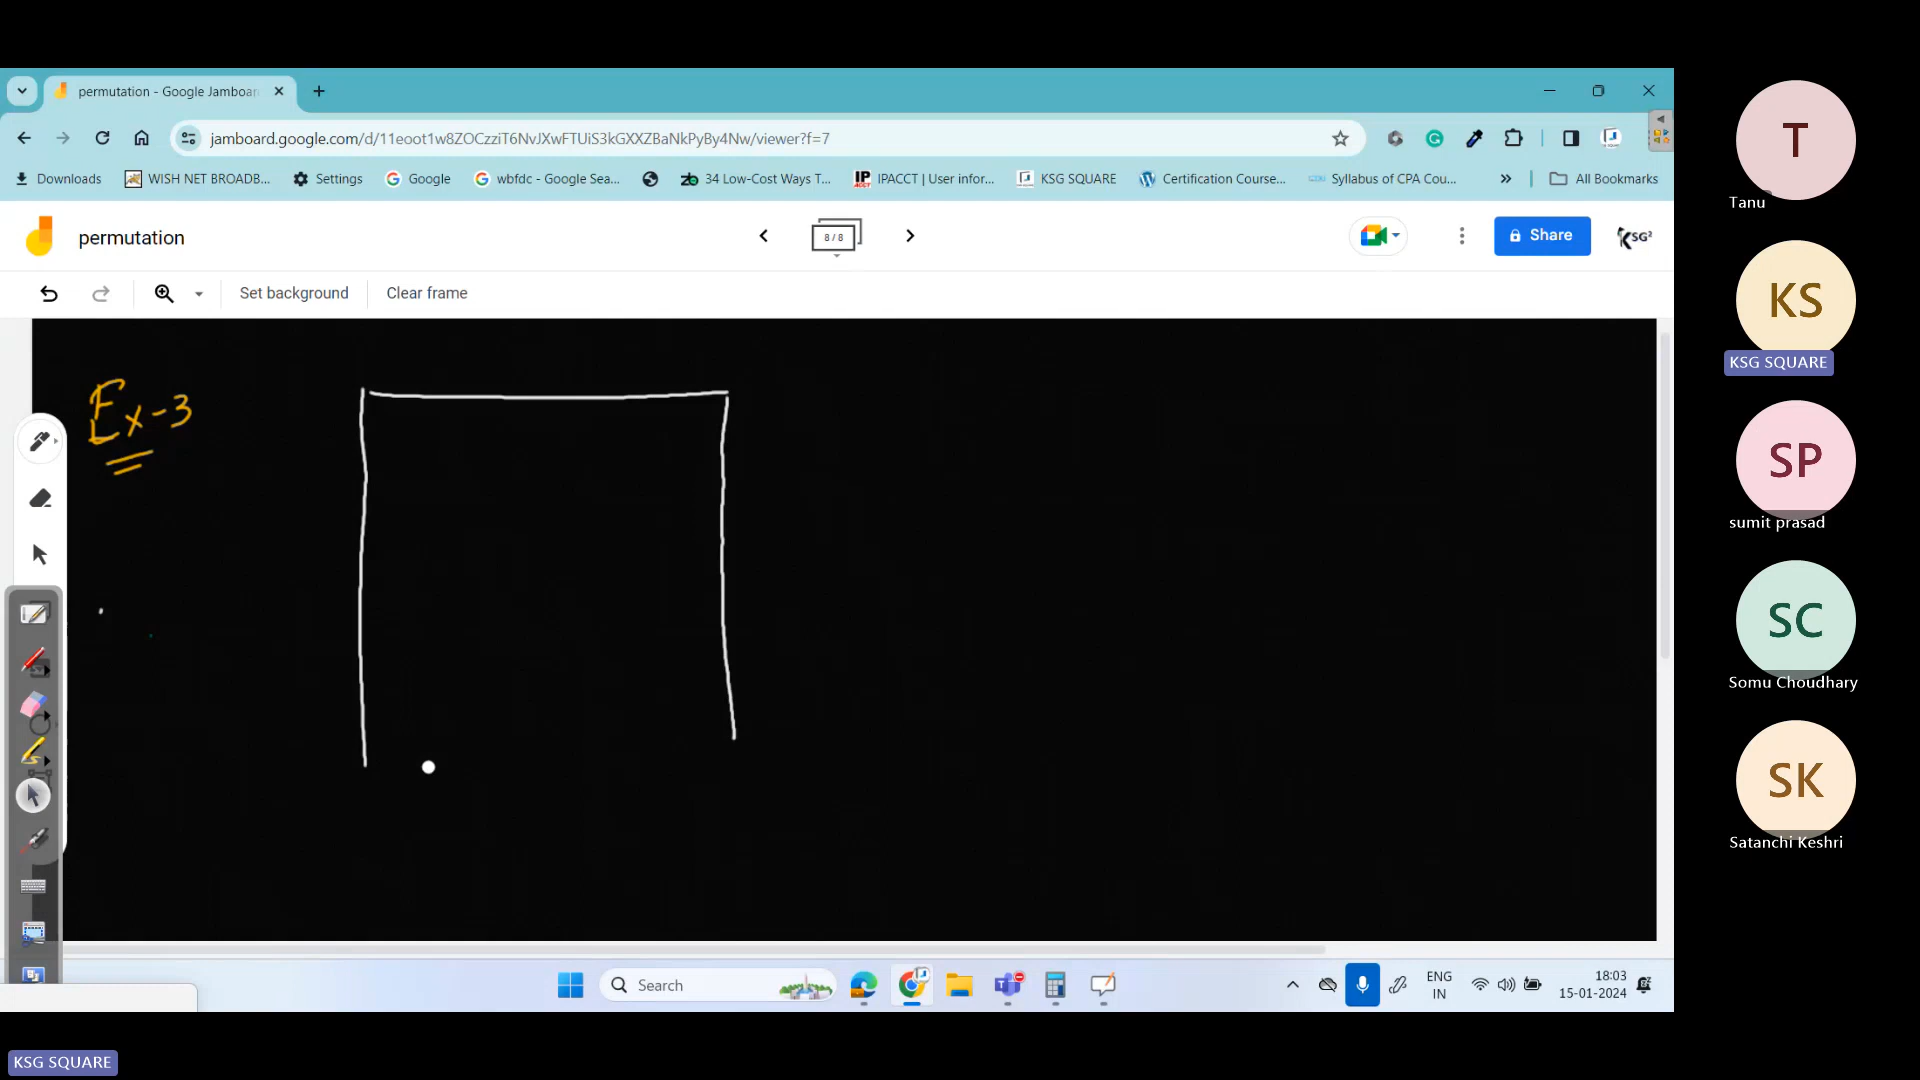 permutation - Google Jamboar
jamboard.google.com/d/11eoot1w8ZOCzziT6NvJXwFTUiS3kGXXZBaNkPyBy4Nw/viewer?f=7
Downloads WISH NET BROADB... Settings Google wbfdc - Google Sea... 34 Low-Cost Ways T... IPACCT | User infor... KSG SQUARE Certification Course... Syllabus of CPA Cou... » All Bookmarks
permutation 8 / 8 Share KSG²
Set background Clear frame
Ex-3
Search ENG IN 18:03 15-01-2024
T
Tanu
KS
KSG SQUARE
SP
sumit prasad
SC
Somu Choudhary
SK
Satanchi Keshri
KSG SQUARE